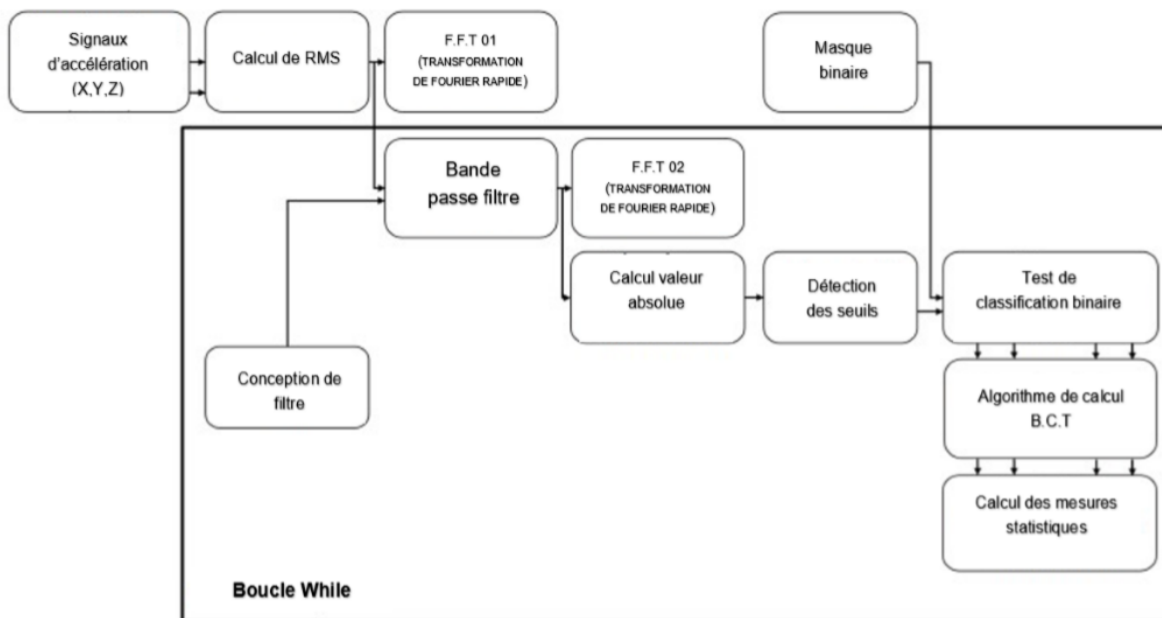 Signaux
d'accélération
(X,Y,Z)
Calcul de RMS
F.F.T 01
(TRANSFORMATION
DE FOURIER RAPIDE)
Masque
binaire
Bande
passe filtre
F.F.T 02
(TRANSFORMATION
DE FOURIER RAPIDE)
Calcul valeur
absolue
Détection
des seuils
Test de
classification binaire
Conception de
filtre
Algorithme de calcul
B.C.T
Calcul des mesures
statistiques
Boucle While